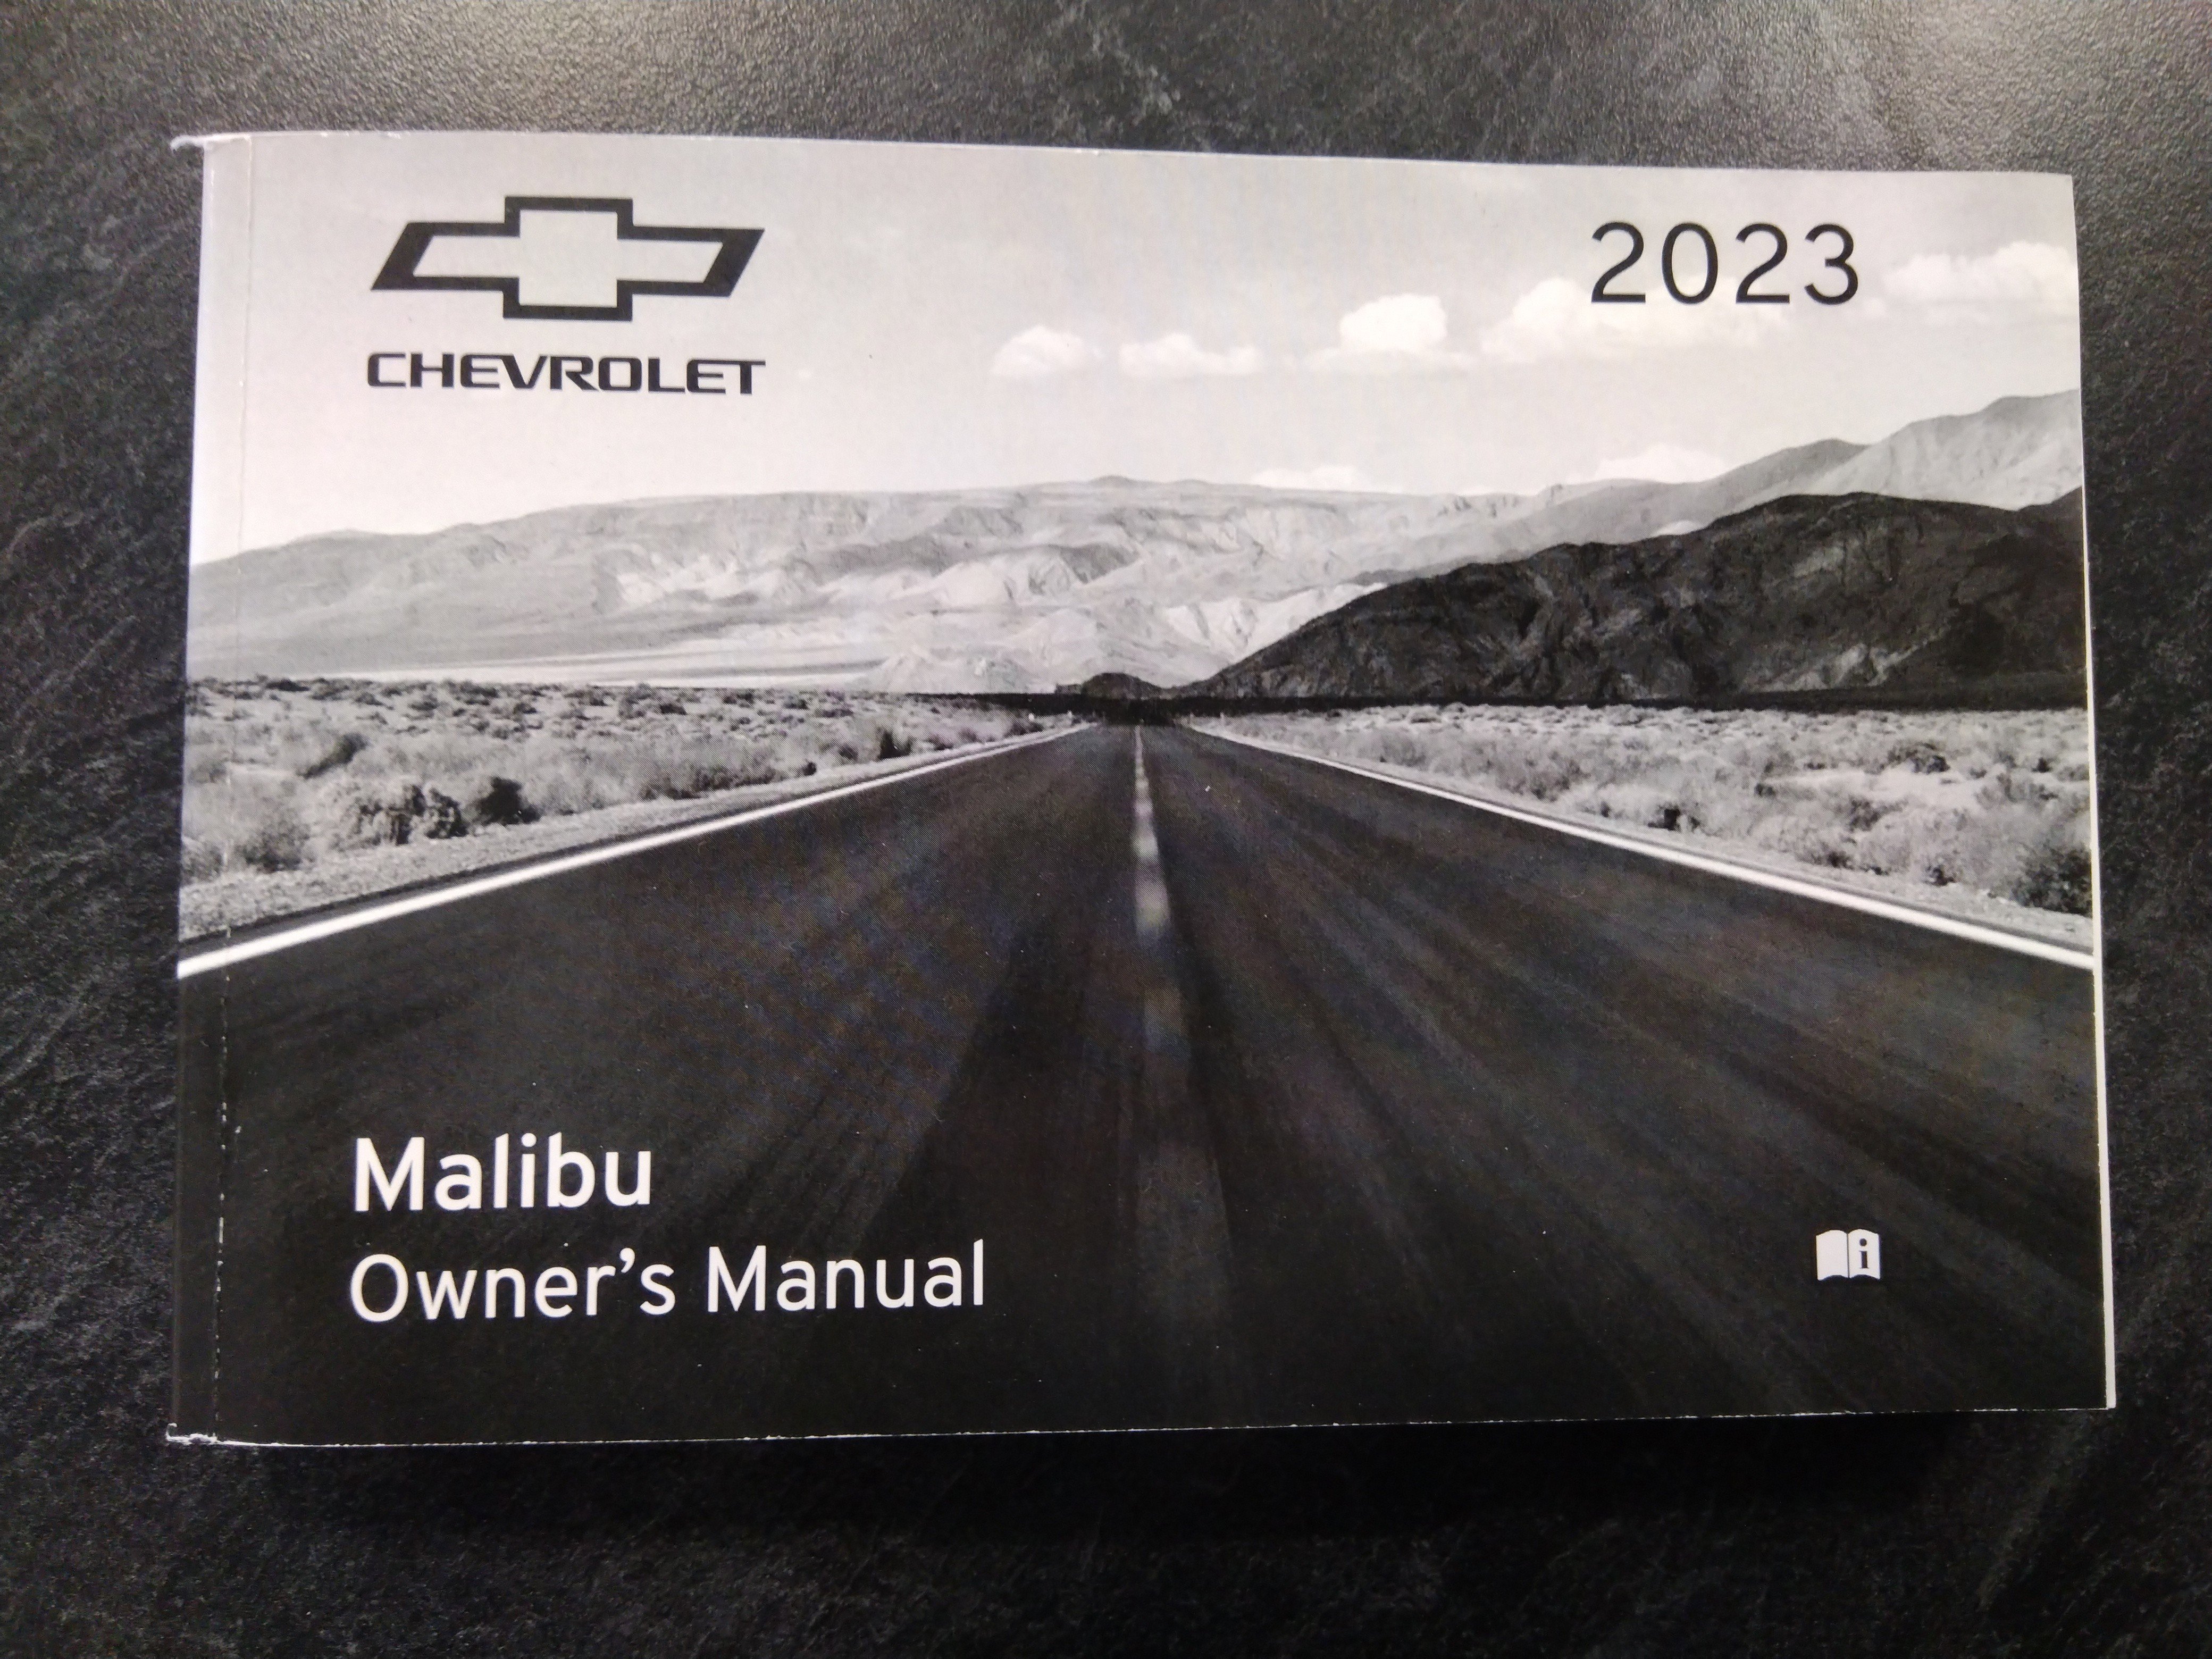 CHEVROLET
2023
Malibu
Owner’s Manual
i